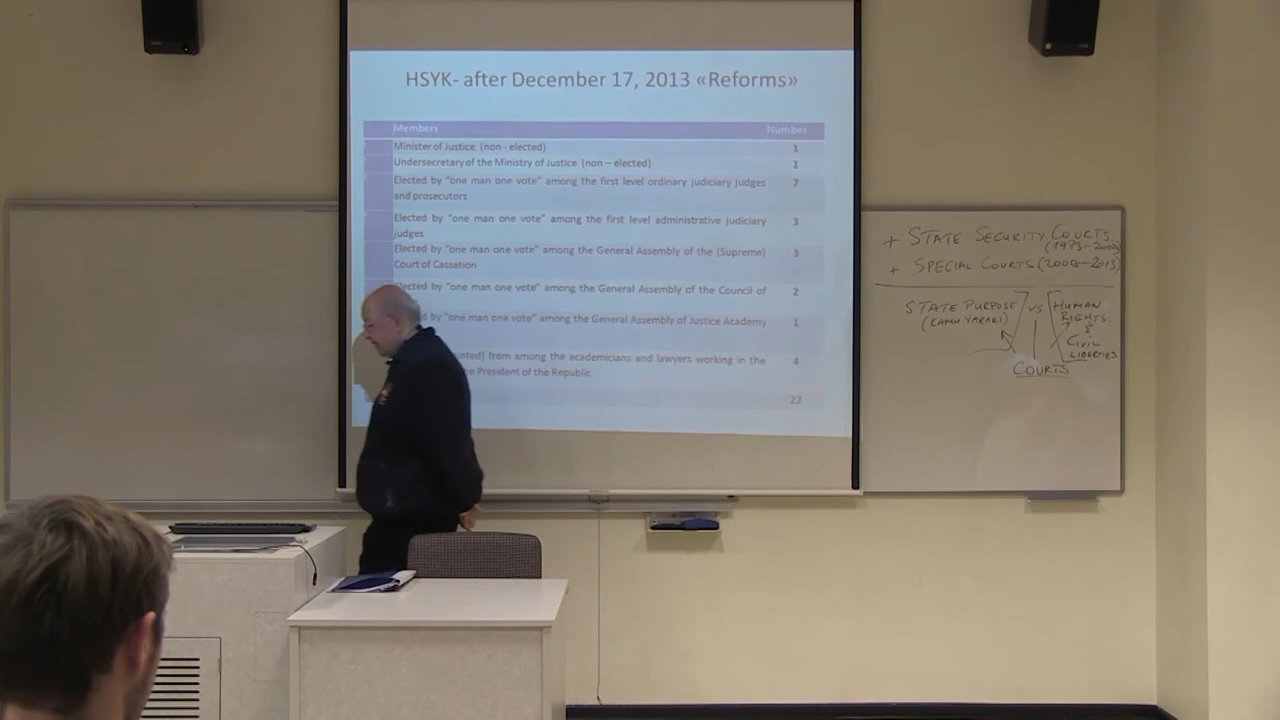 HSYK- after December 17, 2013 «Reforms»
Members Number
Minister of Justice (non - elected) 1
Undersecretary of the Ministry of Justice (non – elected) 1
Elected by "one man one vote" among the first level ordinary judiciary judges 7
and prosecutors
Elected by "one man one vote" among the first level administrative judiciary 3
judges
Elected by "one man one vote" among the General Assembly of the (Supreme) 3
Court of Cassation
Elected by "one man one vote" among the General Assembly of the Council of 2
by "one man one vote" among the General Assembly of Justice Academy 1
from among the academicians and lawyers working in the 4
President of the Republic
22
+ STATE SECURITY COURTS
+ SPECIAL COURTS (2000-2013)
STATE PURPOSE VS HUMAN
RIGHTS
&
CIVIL
LIBERTIES
COURTS